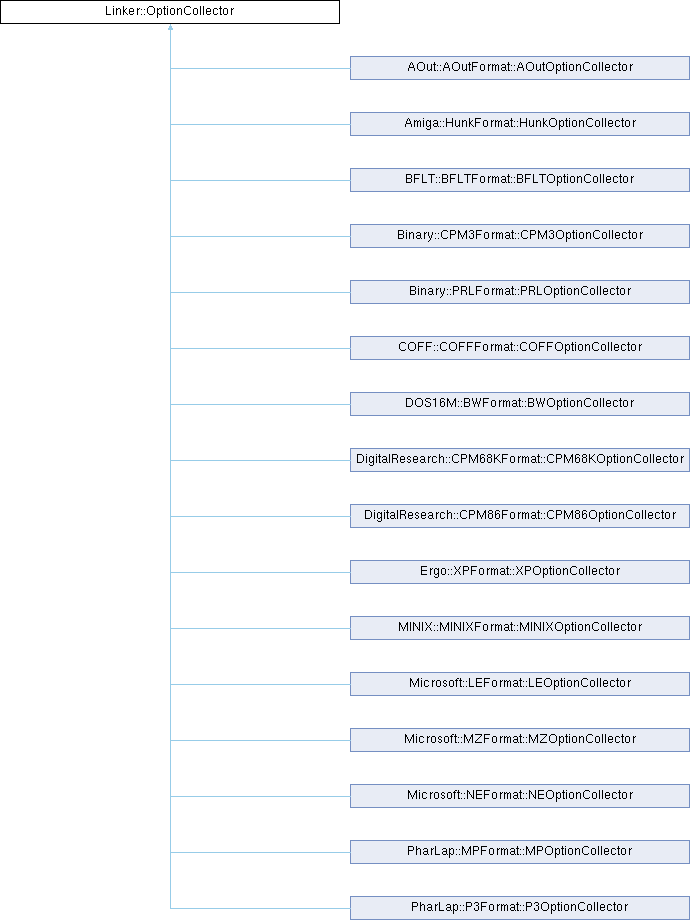 Linker::OptionCollector
AOut::AOutFormat::AOutOptionCollector
Amiga::HunkFormat::HunkOptionCollector
BFLT::BFLTFormat::BFLTOptionCollector
Binary::CPM3Format::CPM3OptionCollector
Binary::PRLFormat::PRLOptionCollector
COFF::COFFFormat::COFFOptionCollector
DOS16M::BWFormat::BWOptionCollector
DigitalResearch::CPM68KFormat::CPM68KOptionCollector
DigitalResearch::CPM86Format::CPM86OptionCollector
Ergo::XPFormat::XPOptionCollector
MINIX::MINIXFormat::MINIXOptionCollector
Microsoft::LEFormat::LEOptionCollector
Microsoft::MZFormat::MZOptionCollector
Microsoft::NEFormat::NEOptionCollector
PharLap::MPFormat::MPOptionCollector
PharLap::P3Format::P3OptionCollector